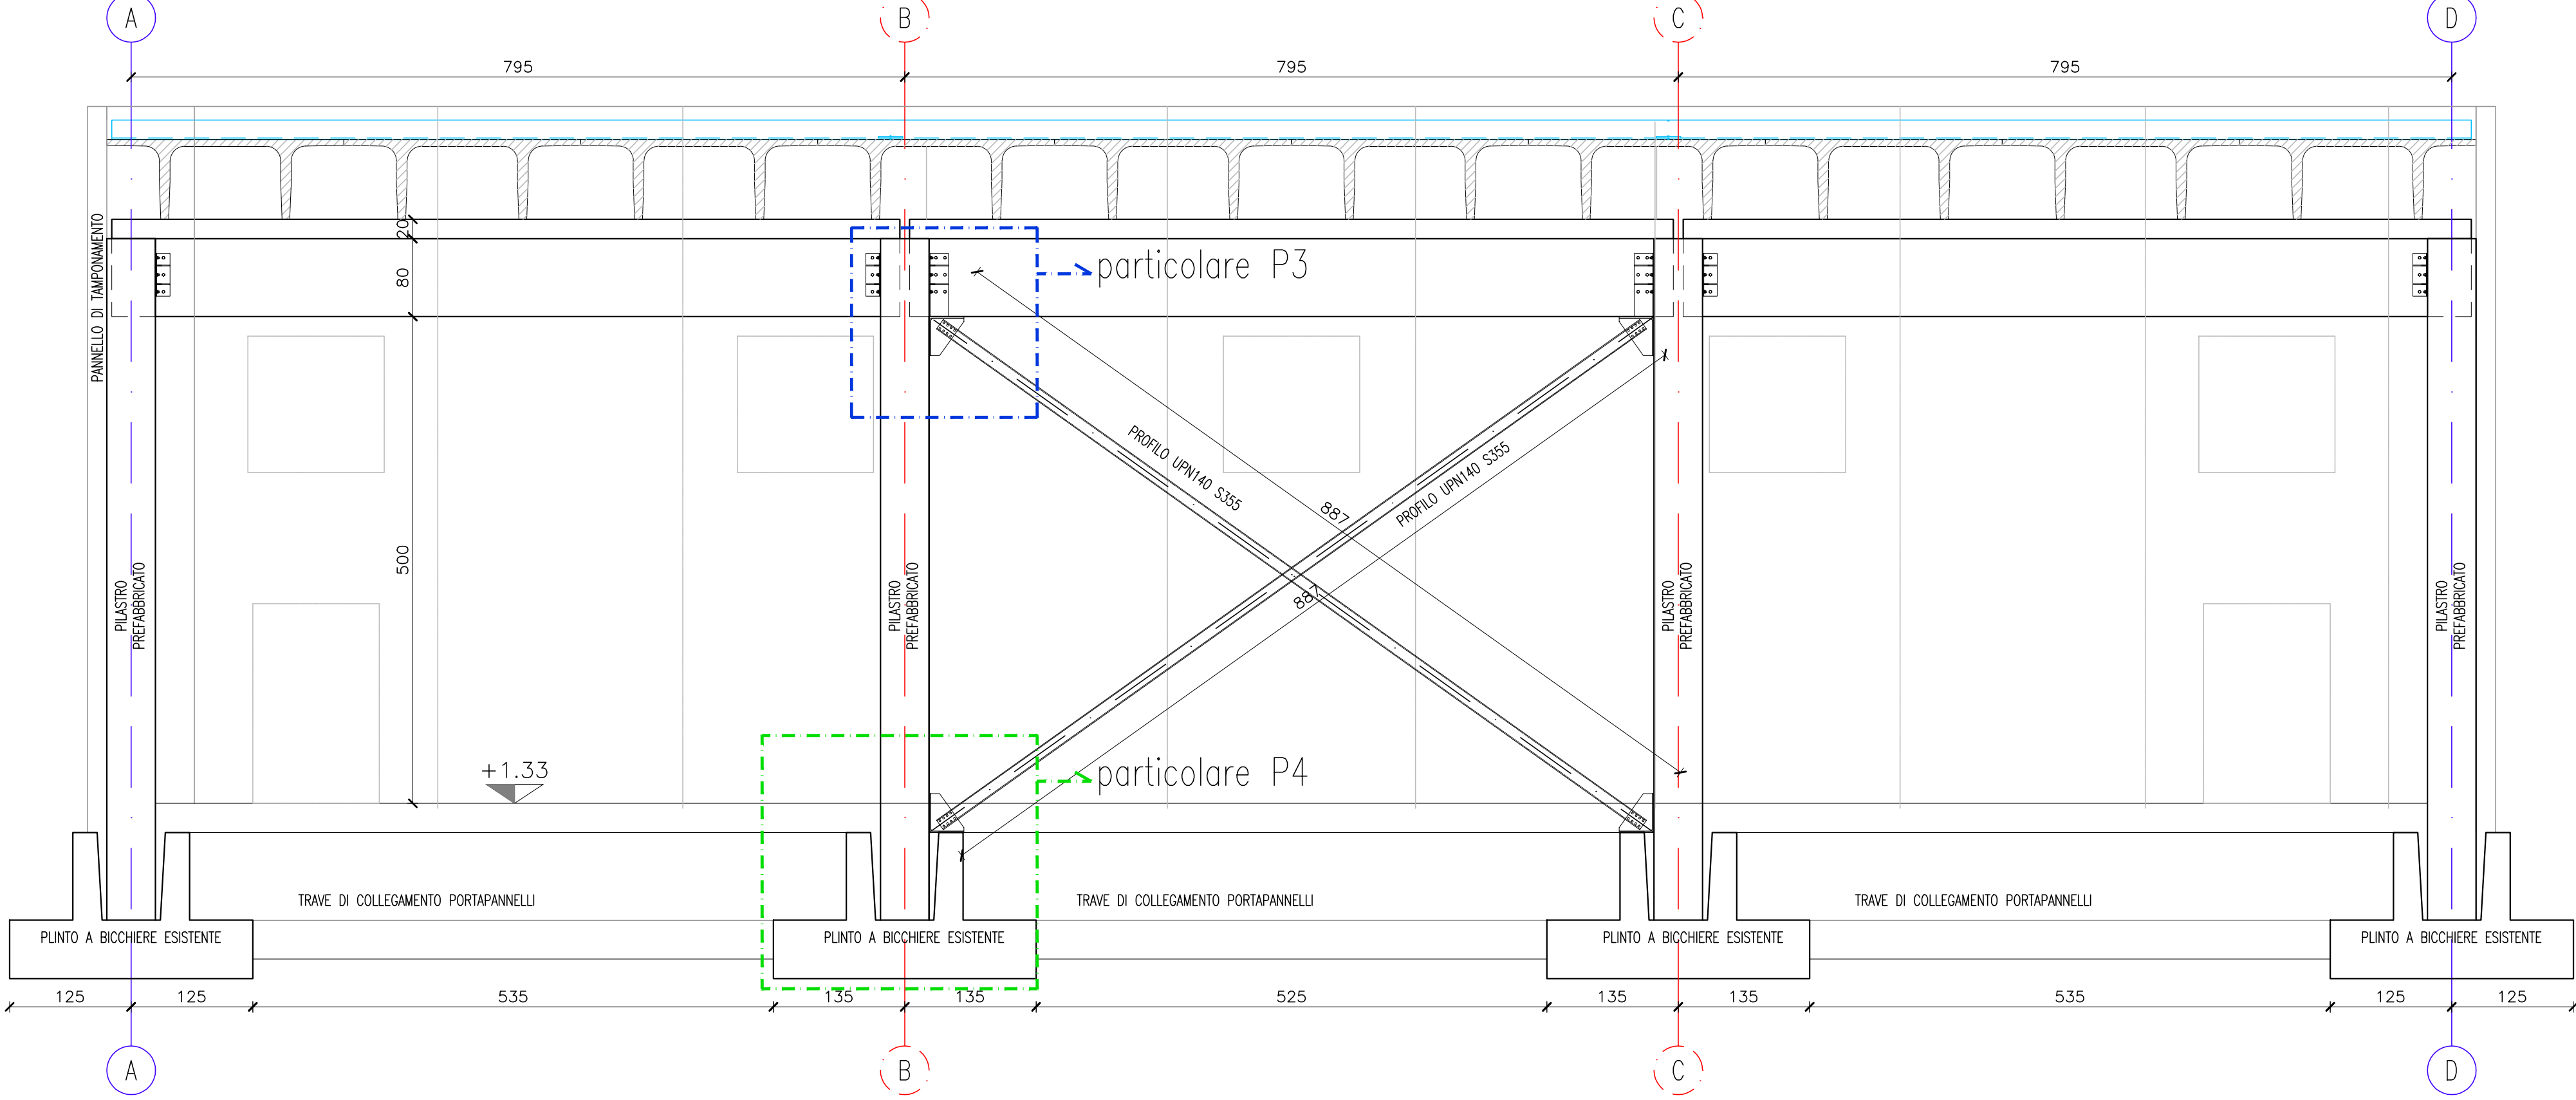 A
B
C
D
795
795
795
PANNELLO DI TAMPONAMENTO
20
80
500
particolare P3
PROFILO UPN140 S355
PROFILO UPN140 S355
887
887
PILASTRO
PREFABBRICATO
PILASTRO
PREFABBRICATO
PILASTRO
PREFABBRICATO
PILASTRO
PREFABBRICATO
+1.33
particolare P4
TRAVE DI COLLEGAMENTO PORTAPANNELLI
TRAVE DI COLLEGAMENTO PORTAPANNELLI
TRAVE DI COLLEGAMENTO PORTAPANNELLI
PLINTO A BICCHIERE ESISTENTE
PLINTO A BICCHIERE ESISTENTE
PLINTO A BICCHIERE ESISTENTE
PLINTO A BICCHIERE ESISTENTE
125
125
535
135
135
525
135
135
535
125
125
A
B
C
D